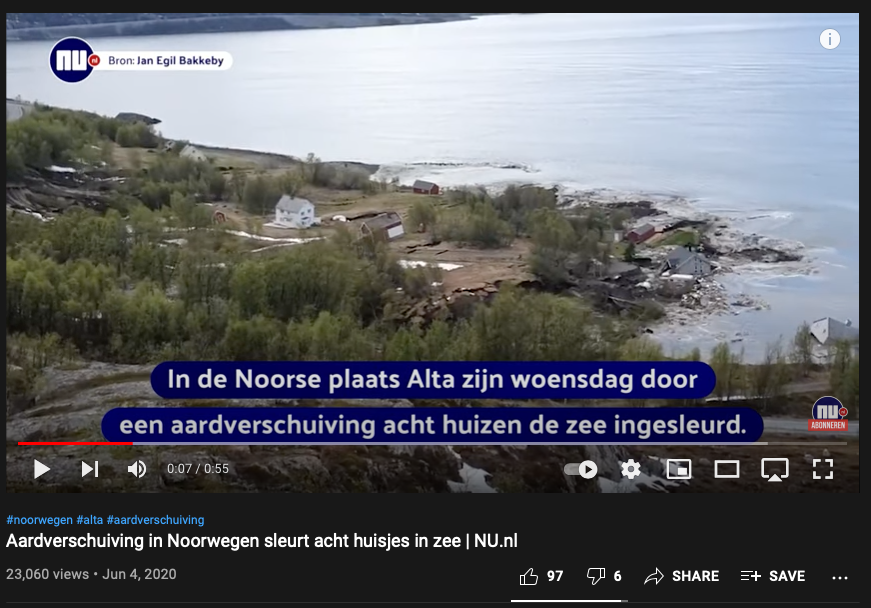 nu
nl
Bron: Jan Egil Bakkeby
In de Noorse plaats Alta zijn woensdag door
een aardverschuiving acht huizen de zee ingesleurd.
nu
nl
ABONNEREN
0:07 / 0:55
#noorwegen #alta #aardverschuiving
Aardverschuiving in Noorwegen sleurt acht huisjes in zee | NU.nl
23,060 views • Jun 4, 2020
97
6
SHARE
SAVE